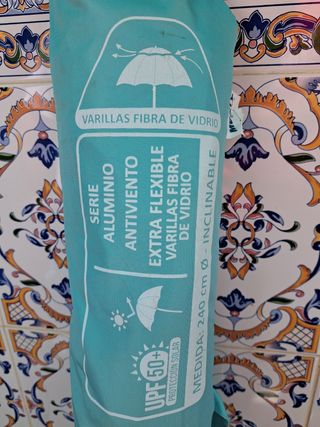 VARILLAS FIBRA DE VIDRIO
SERIE
ALUMINIO
ANTIVIENTO
EXTRA FLEXIBLE
VARILLAS FIBRA
DE VIDRIO
UPF 50+
PROTECCION SOLAR
MEDIDA: 240 cm Ø - INCLINABLE